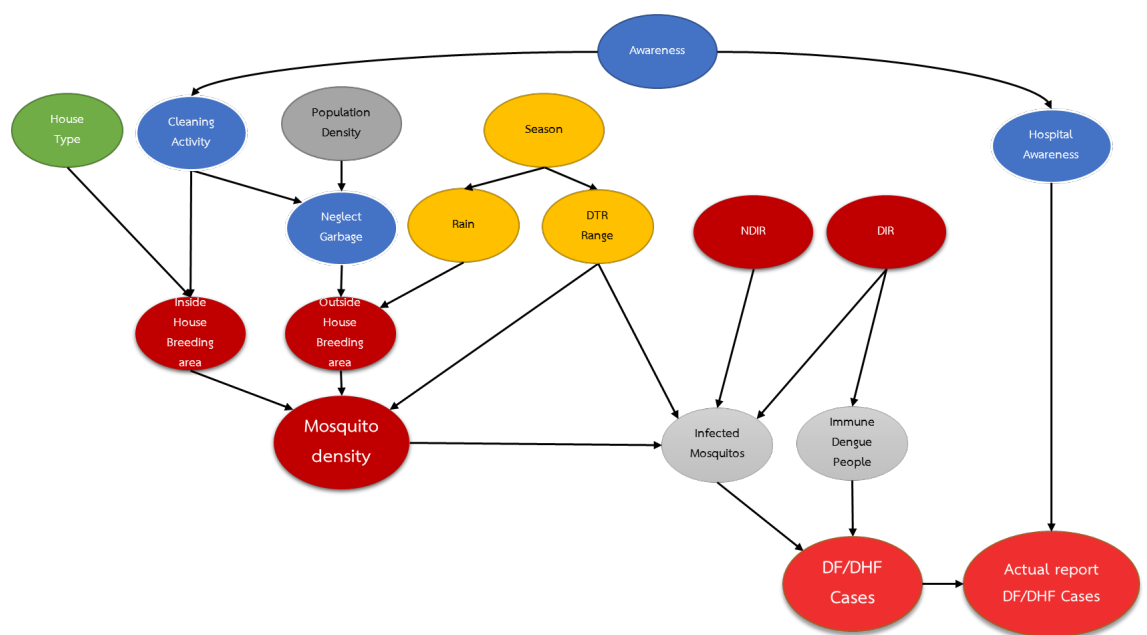 Awareness
House
Type
Cleaning
Activity
Population
Density
Season
Hospital
Awareness
Neglect
Garbage
Rain
DTR
Range
NDIR
DIR
Inside
House
Breeding
area
Outside
House
Breeding
area
Mosquito
density
Infected
Mosquitos
Immune
Dengue
People
DF/DHF
Cases
Actual report
DF/DHF Cases